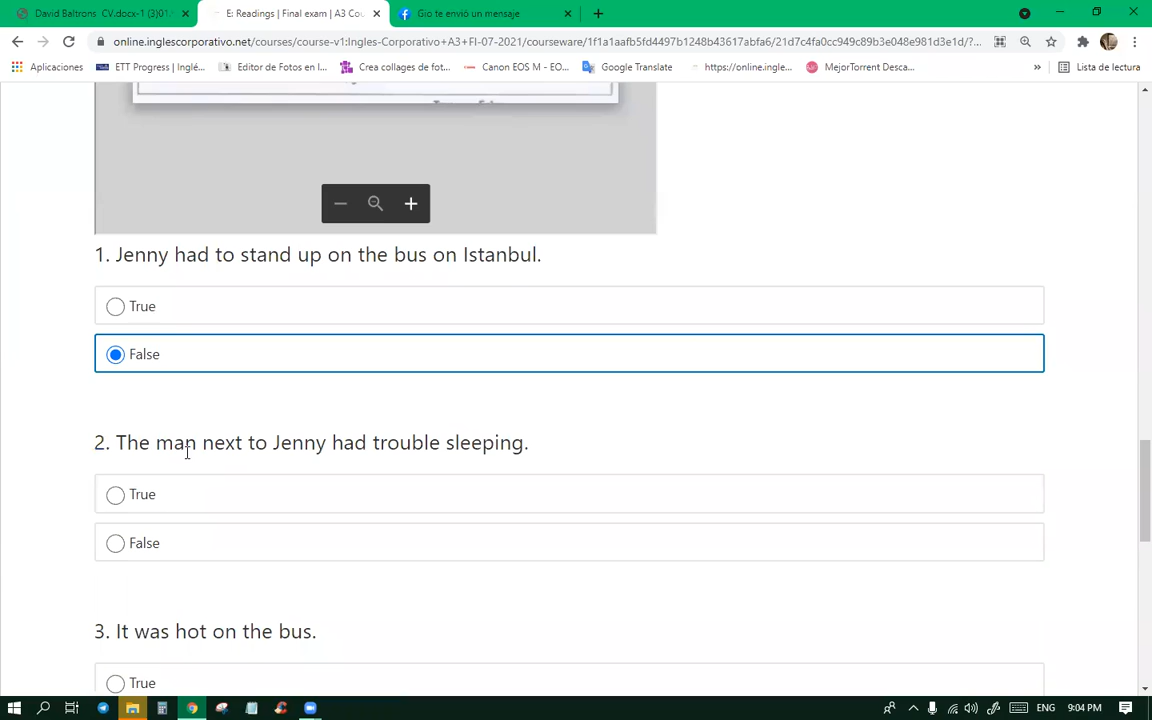 David Baltrons CV.docx-1 (3)01/
E: Readings | Final exam | A3 Cou
Gio te envió un mensaje
online.inglescorporativo.net/courses/course-v1:Ingles-Corporativo+A3+FI-07-2021/courseware/1f1a1aafb5fd4497b1248b43617abfa6/21d7c4fa0cc949c89b3e048e981d3e1d/?...
Aplicaciones
ETT Progress | Inglé...
Editor de Fotos en l...
Crea collages de fot...
Canon EOS M - EO...
Google Translate
https://online.ingle...
MejorTorrent Desca...
»
Lista de lectura
1. Jenny had to stand up on the bus on Istanbul.
True
False
2. The man next to Jenny had trouble sleeping.
True
False
3. It was hot on the bus.
True
ENG
9:04 PM